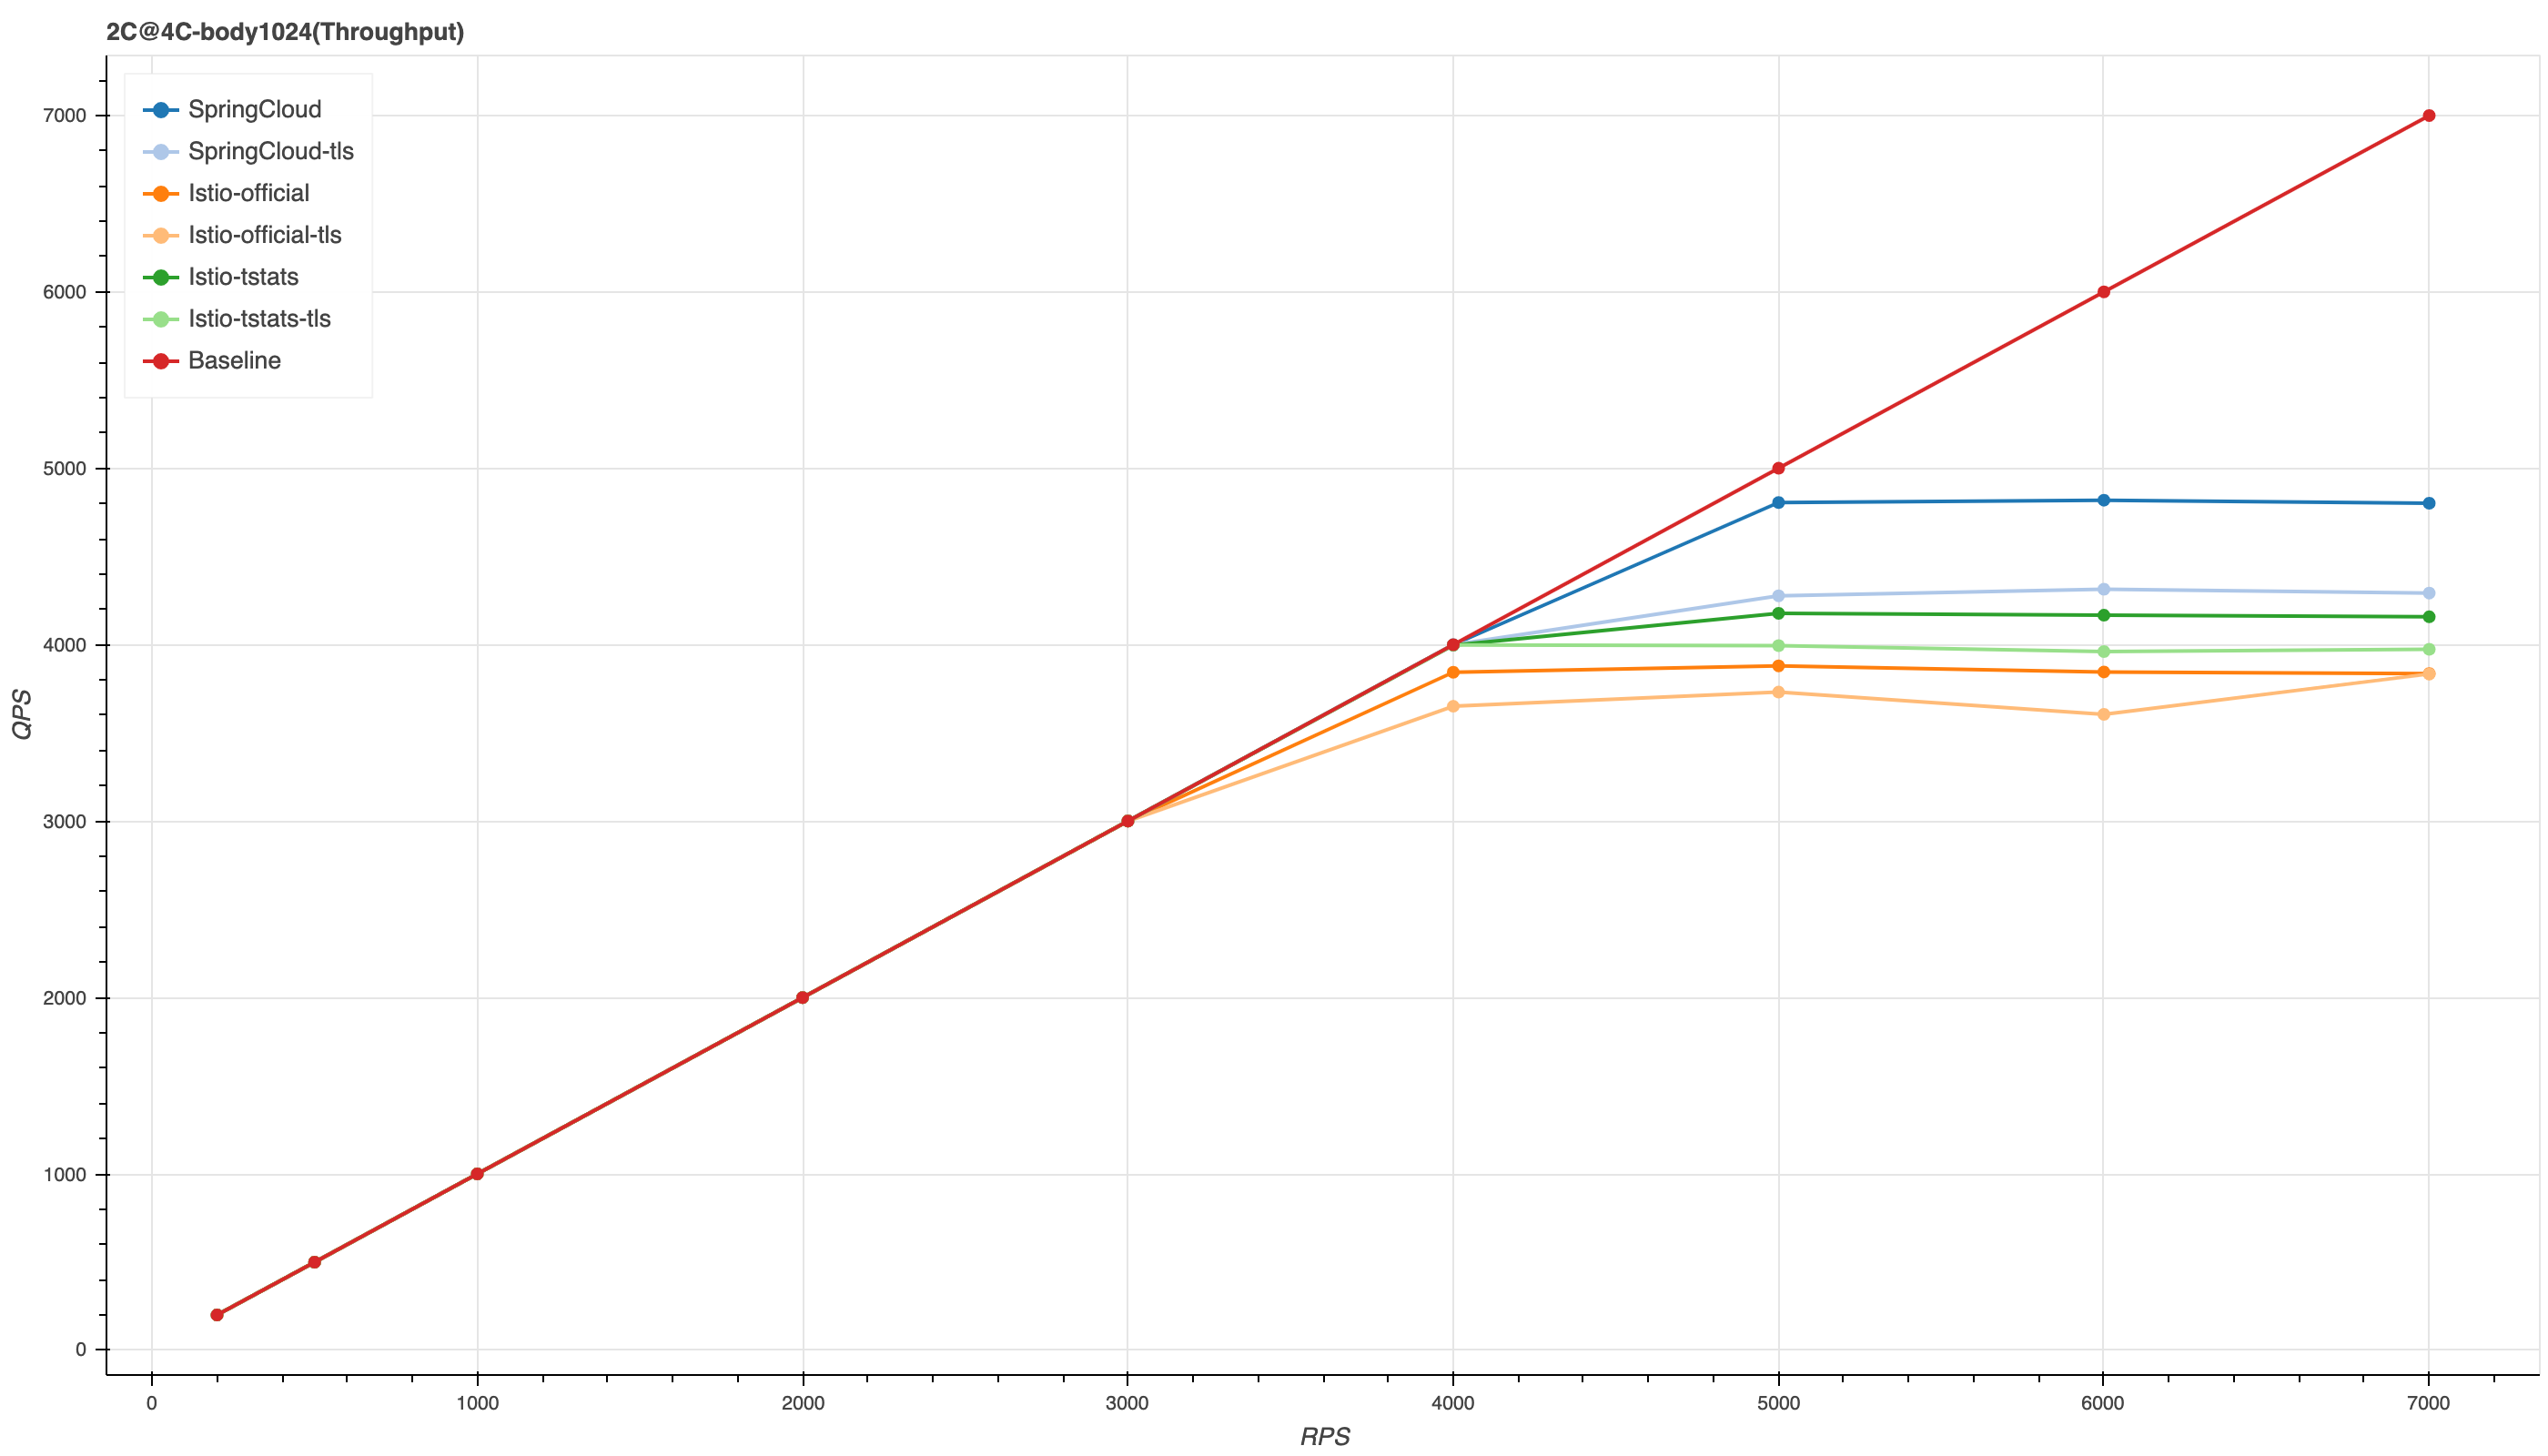 2C@4C-body1024(Throughput)
SpringCloud
SpringCloud-tls
Istio-official
Istio-official-tls
Istio-tstats
Istio-tstats-tls
Baseline
7000
6000
5000
4000
3000
2000
1000
0
QPS
0 1000 2000 3000 4000 5000 6000 7000
RPS